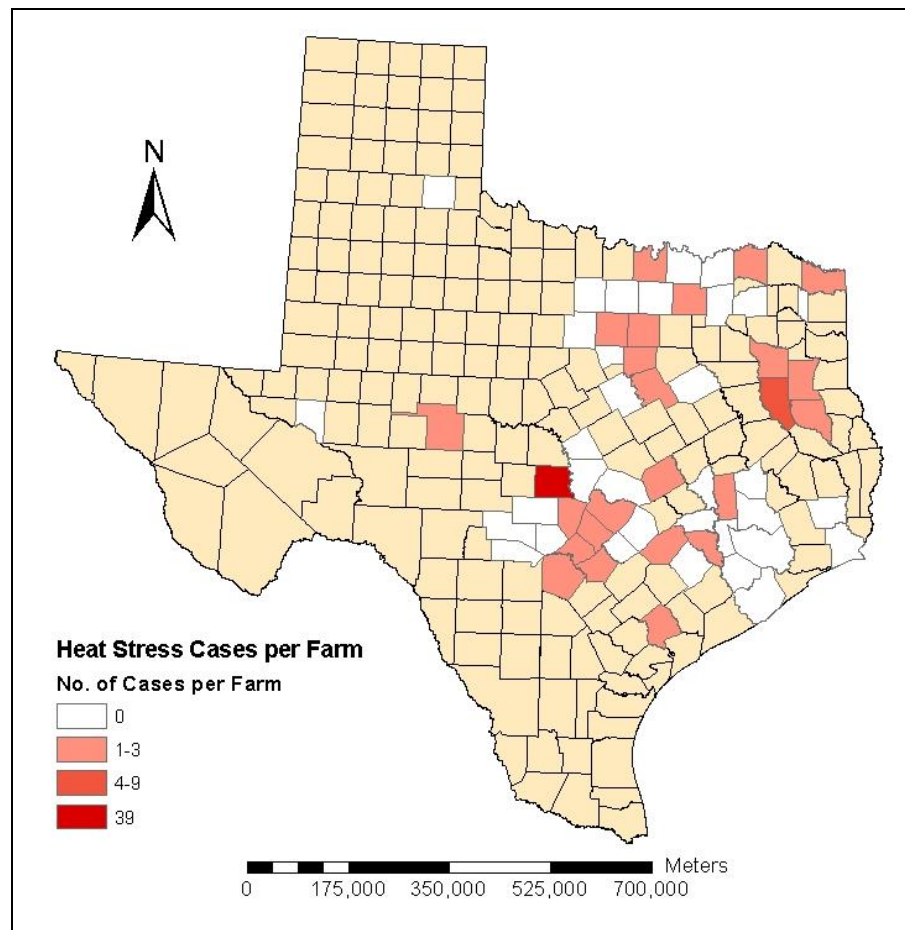 N
Heat Stress Cases per Farm
No. of Cases per Farm
0
1-3
4-9
39
Meters
0 175,000 350,000 525,000 700,000